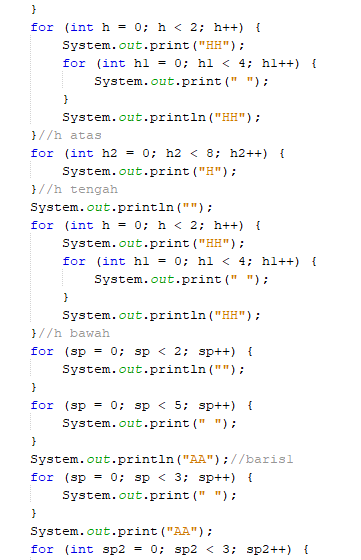 }
for (int h = 0; h < 2; h++) {
System.out.print("HH");
for (int h1 = 0; h1 < 4; h1++) {
System.out.print(" ");
}
System.out.println("HH");
}//h atas
for (int h2 = 0; h2 < 8; h2++) {
System.out.print("H");
}//h tengah
System.out.println("");
for (int h = 0; h < 2; h++) {
System.out.print("HH");
for (int h1 = 0; h1 < 4; h1++) {
System.out.print(" ");
}
System.out.println("HH");
}//h bawah
for (sp = 0; sp < 2; sp++) {
System.out.println("");
}
for (sp = 0; sp < 5; sp++) {
System.out.print(" ");
}
System.out.println("AA");//baris1
for (sp = 0; sp < 3; sp++) {
System.out.print(" ");
}
System.out.print("AA");
for (int sp2 = 0; sp2 < 3; sp2++) {